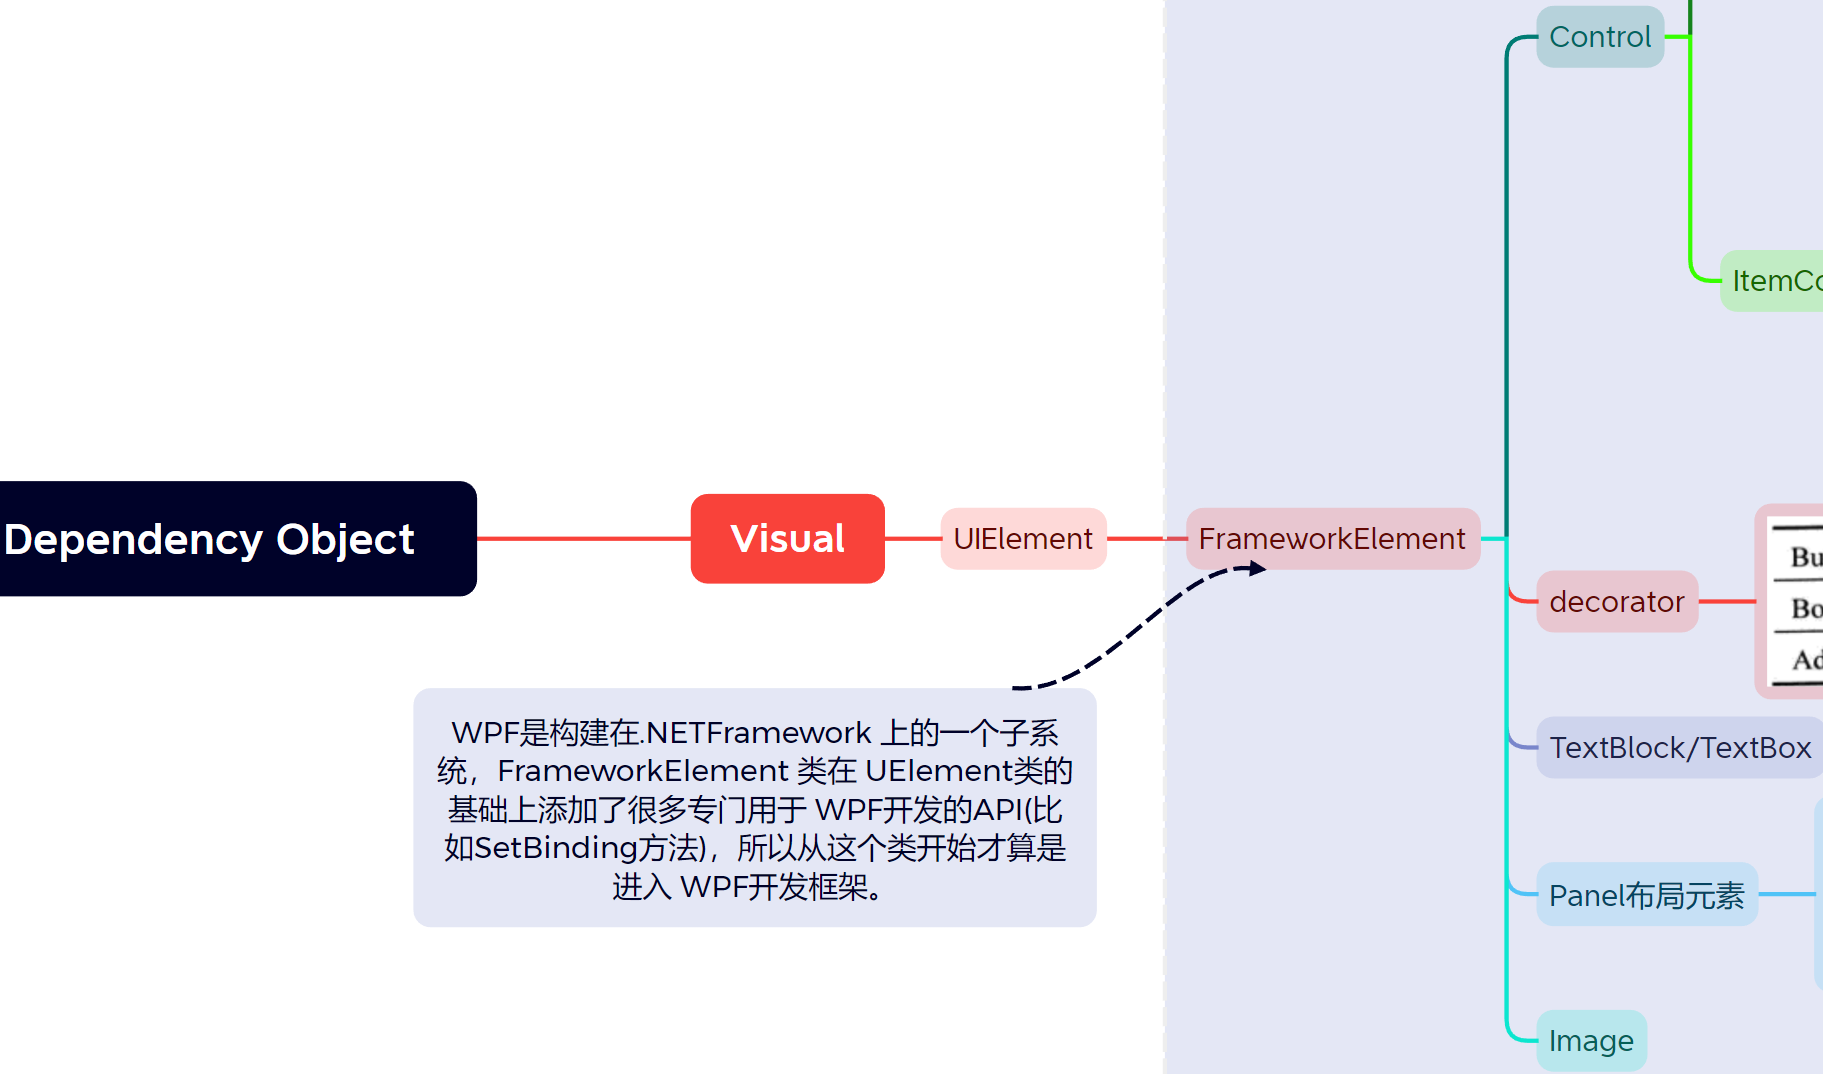 Control
ItemCo
Dependency Object
Visual
UIElement
FrameworkElement
decorator
Bu
Bo
Ad
TextBlock/TextBox
Panel布局元素
Image
WPF是构建在.NETFramework 上的一个子系
统，FrameworkElement 类在 UElement类的
基础上添加了很多专门用于 WPF开发的API(比
如SetBinding方法)，所以从这个类开始才算是
进入 WPF开发框架。